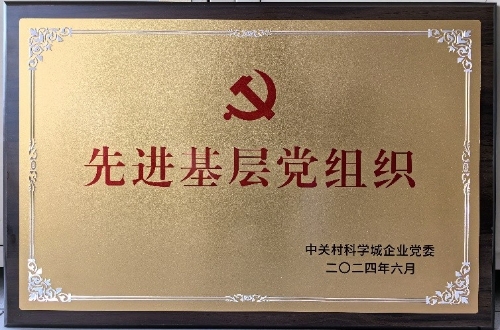 先进基层党组织
中关村科学城企业党委
二〇二四年六月